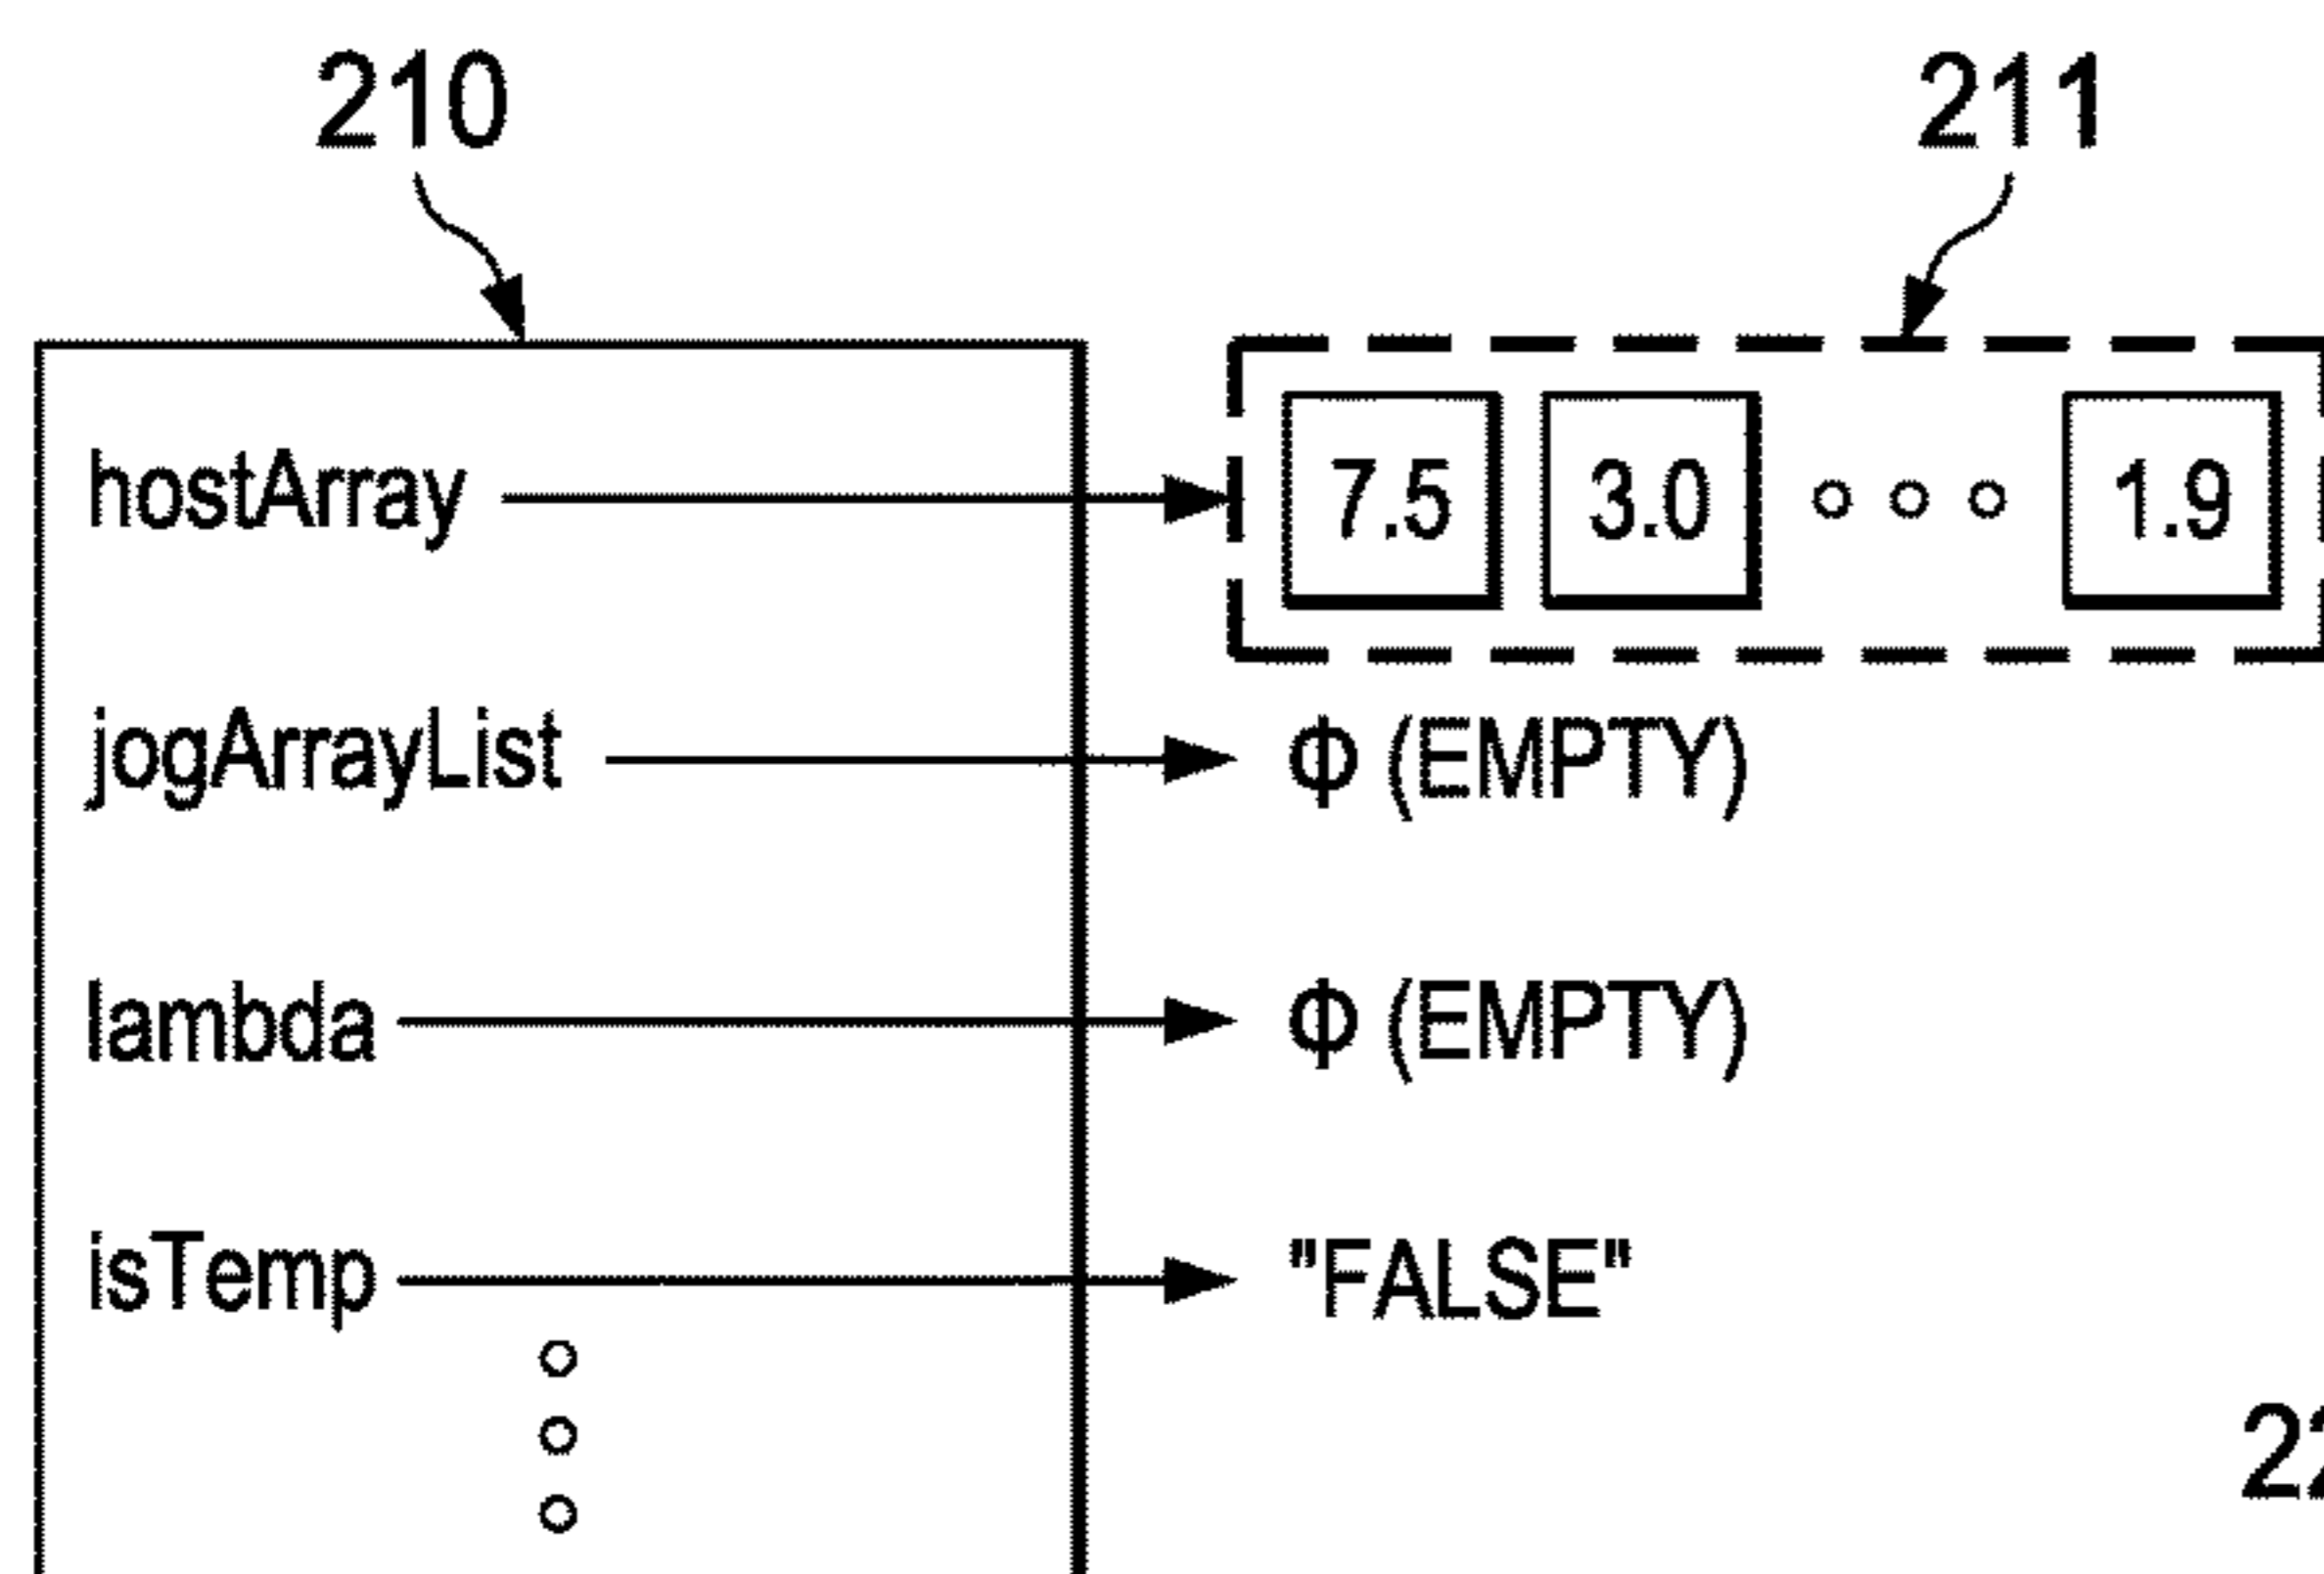 210 211
hostArray 7.5 3.0 1.9
jogArrayList Φ (EMPTY)
lambda Φ (EMPTY)
isTemp "FALSE"